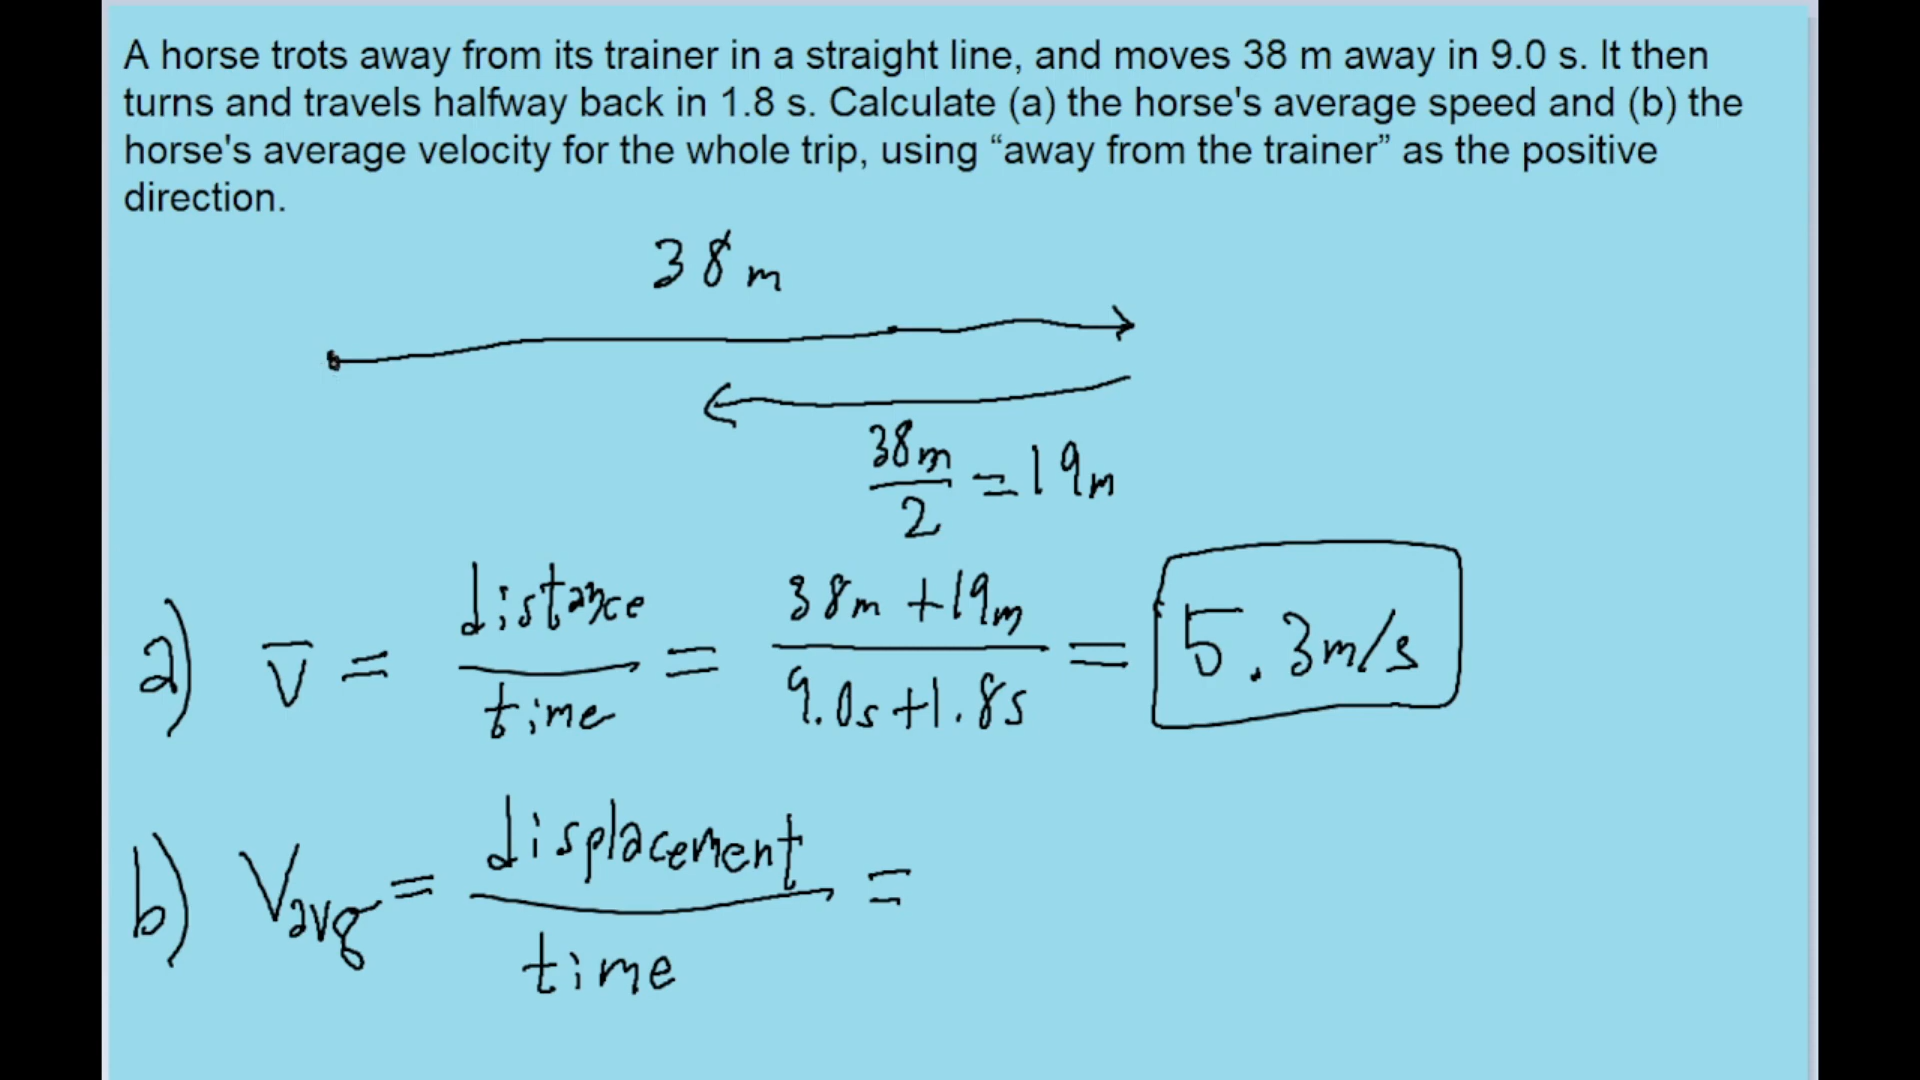 A horse trots away from its trainer in a straight line, and moves 38 m away in 9.0 s. It then
turns and travels halfway back in 1.8 s. Calculate (a) the horse's average speed and (b) the
horse's average velocity for the whole trip, using “away from the trainer” as the positive
direction.
38m
38m/2 = 19m
a) v̅ = distance/time = (38m + 19m)/(9.0s + 1.8s) = 5.3m/s
b) Vavg = displacement/time =